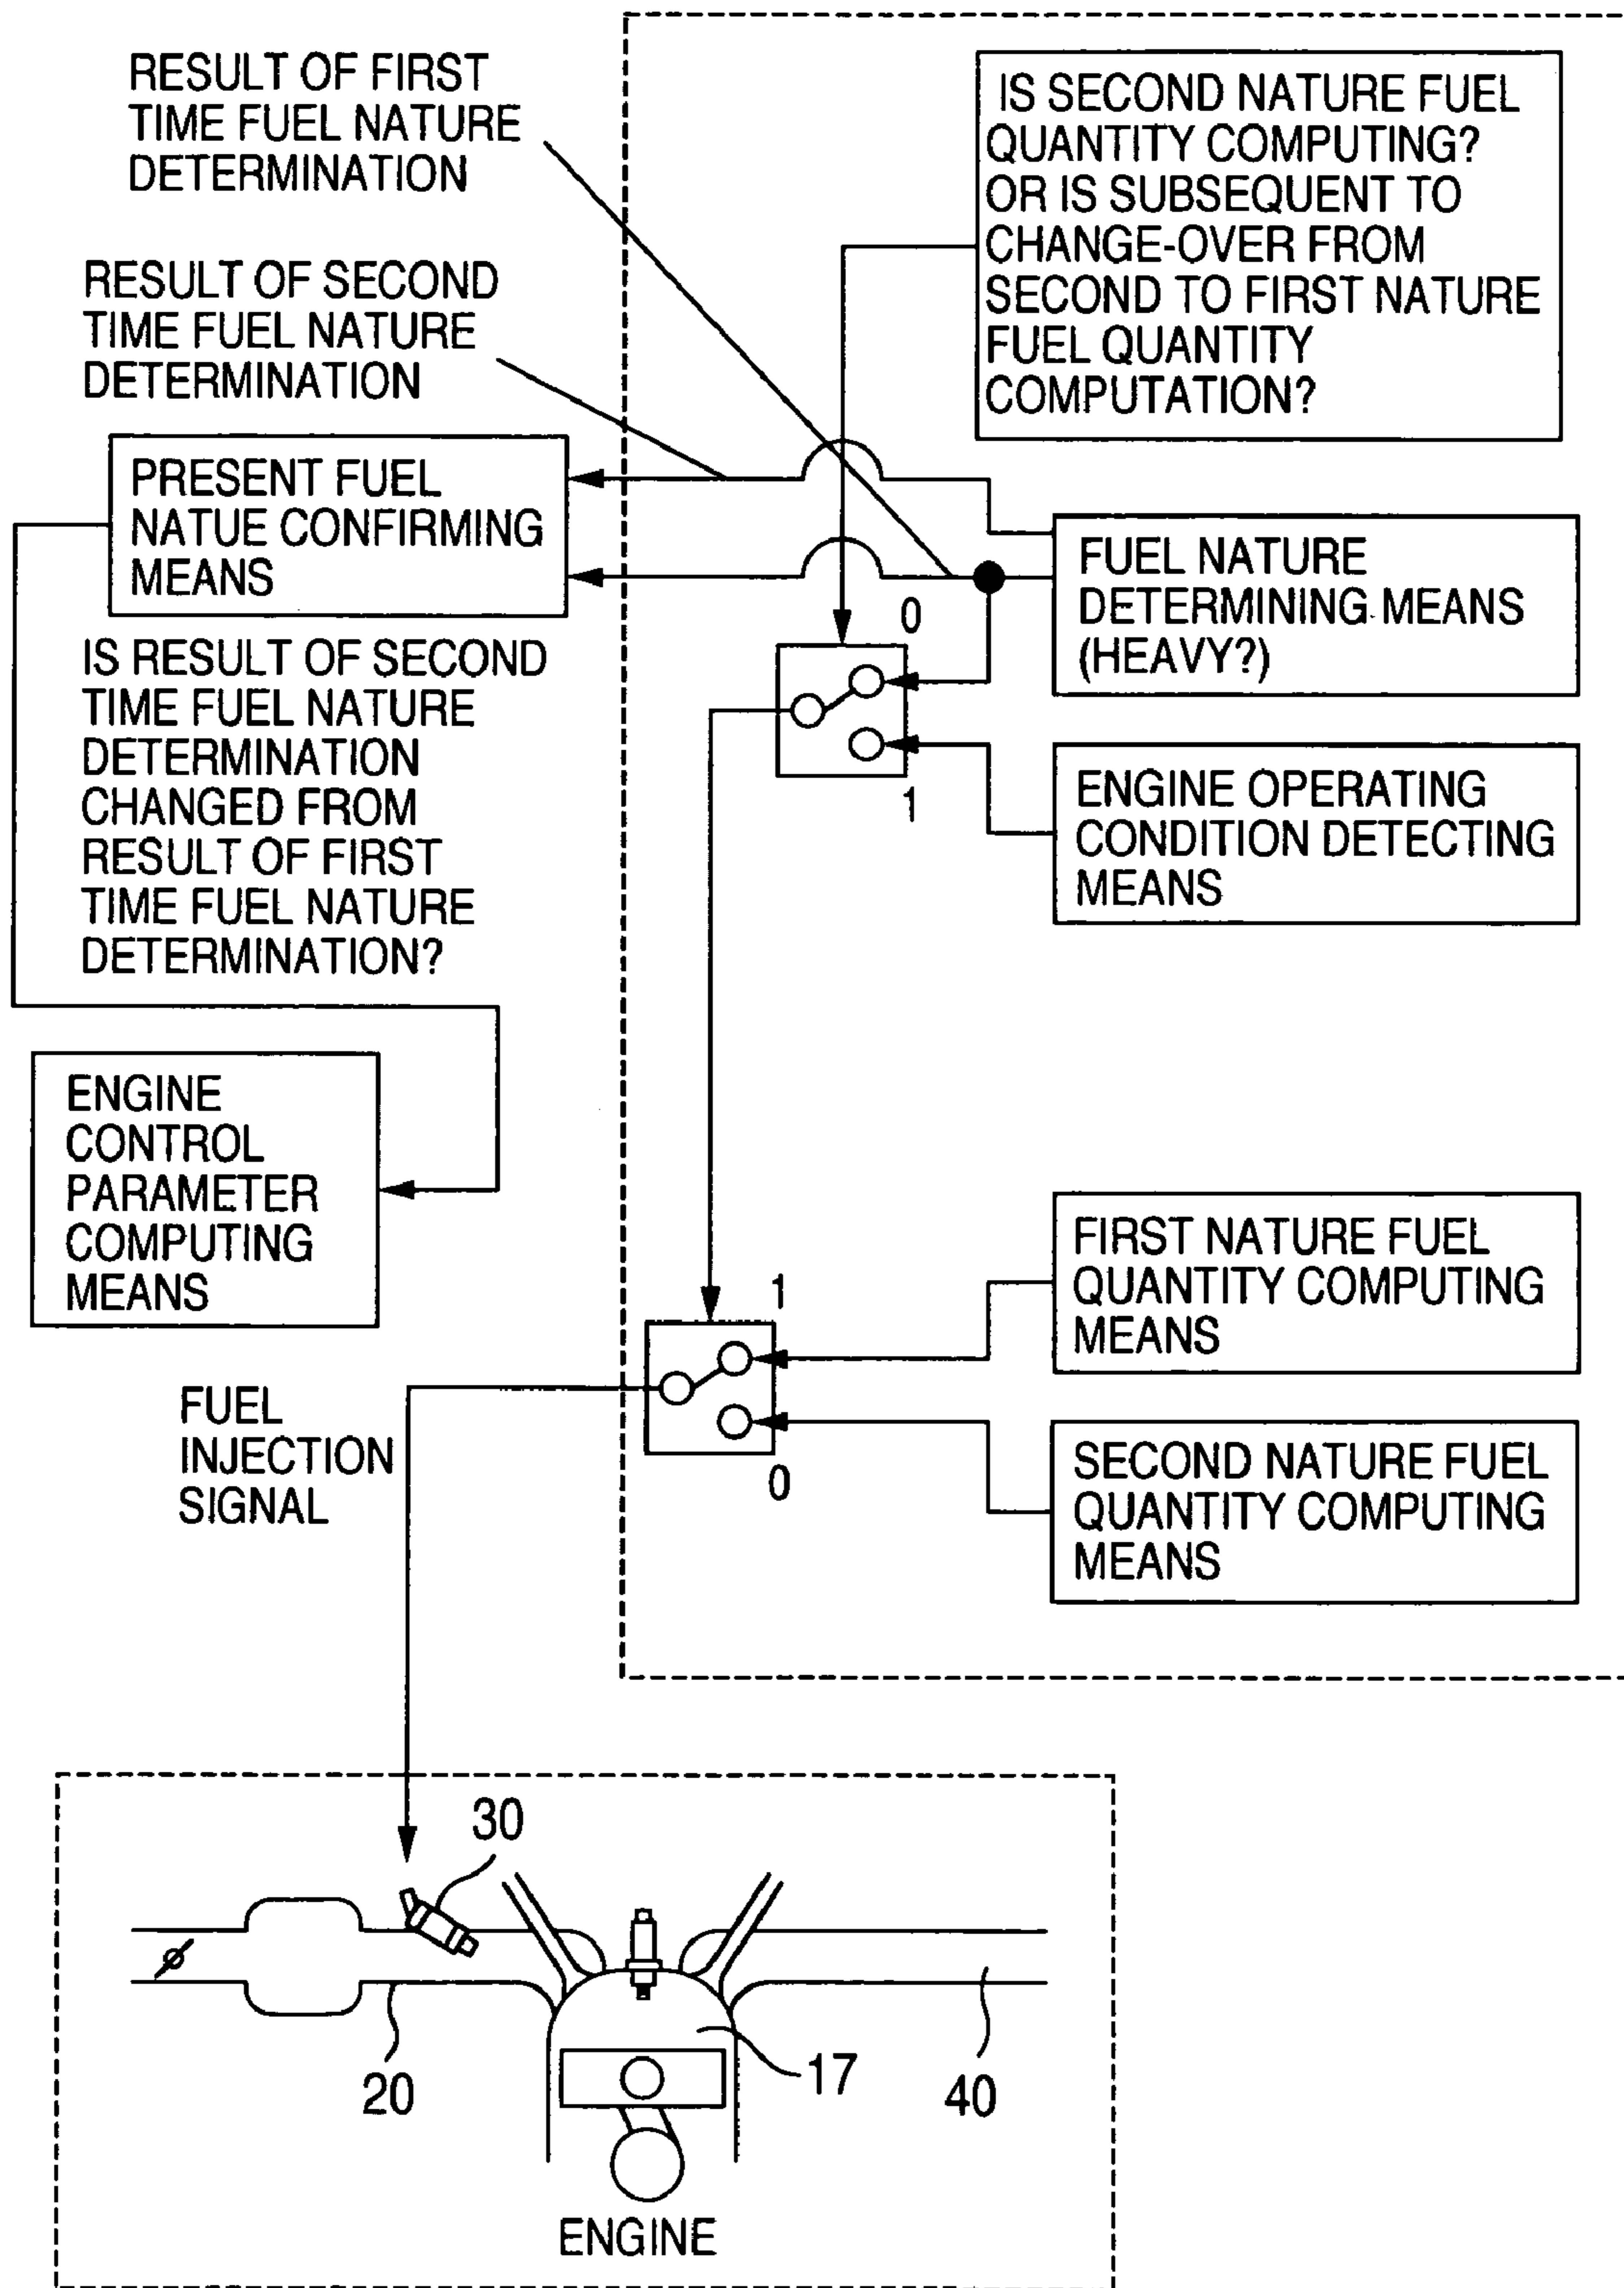 RESULT OF FIRST
TIME FUEL NATURE
DETERMINATION
IS SECOND NATURE FUEL
QUANTITY COMPUTING?
OR IS SUBSEQUENT TO
CHANGE-OVER FROM
SECOND TO FIRST NATURE
FUEL QUANTITY
COMPUTATION?
RESULT OF SECOND
TIME FUEL NATURE
DETERMINATION
PRESENT FUEL
NATUE CONFIRMING
MEANS
FUEL NATURE
DETERMINING MEANS
(HEAVY?)
0
1
IS RESULT OF SECOND
TIME FUEL NATURE
DETERMINATION
CHANGED FROM
RESULT OF FIRST
TIME FUEL NATURE
DETERMINATION?
ENGINE OPERATING
CONDITION DETECTING
MEANS
ENGINE
CONTROL
PARAMETER
COMPUTING
MEANS
FIRST NATURE FUEL
QUANTITY COMPUTING
MEANS
1
0
FUEL
INJECTION
SIGNAL
SECOND NATURE FUEL
QUANTITY COMPUTING
MEANS
30
20
17
40
ENGINE